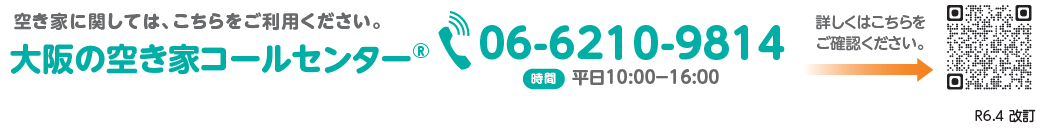 空き家に関しては、こちらをご利用ください。
大阪の空き家コールセンター®
06-6210-9814
時間 平日10:00−16:00
詳しくはこちらを
ご確認ください。
R6.4 改訂